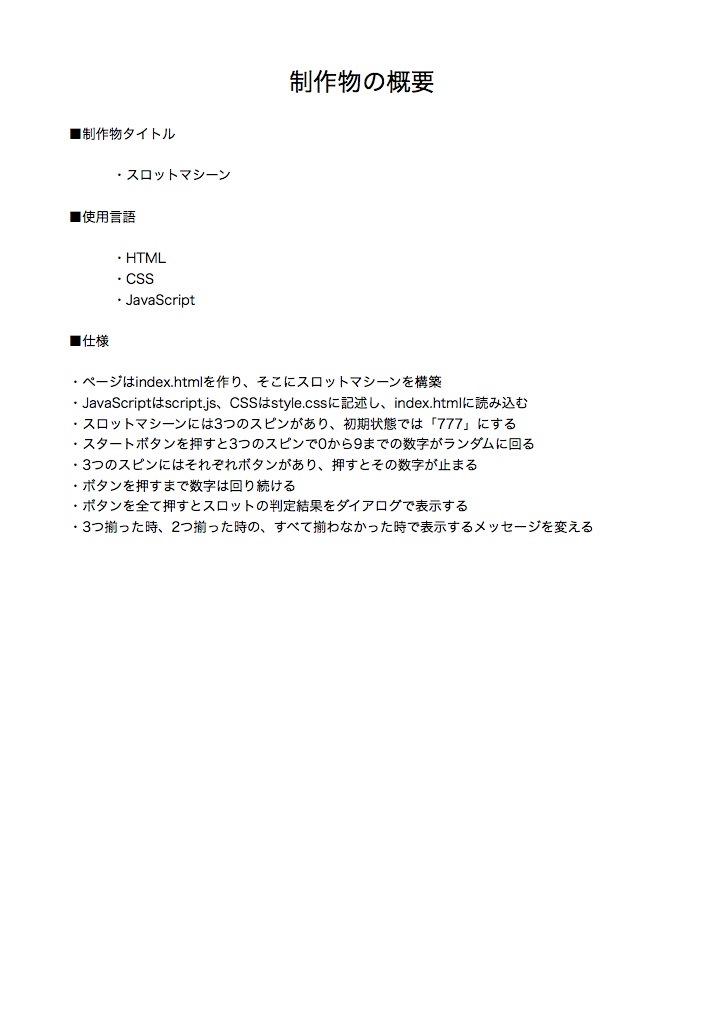 制作物の概要
■制作物タイトル
・スロットマシーン
■使用言語
・HTML
・CSS
・JavaScript
■仕様
・ページはindex.htmlを作り、そこにスロットマシーンを構築
・JavaScriptはscript.js、CSSはstyle.cssに記述し、index.htmlに読み込む
・スロットマシーンには3つのスピンがあり、初期状態では「777」にする
・スタートボタンを押すと3つのスピンで0から9までの数字がランダムに回る
・3つのスピンにはそれぞれボタンがあり、押すとその数字が止まる
・ボタンを押すまで数字は回り続ける
・ボタンを全て押すとスロットの判定結果をダイアログで表示する
・3つ揃った時、2つ揃った時の、すべて揃わなかった時で表示するメッセージを変える